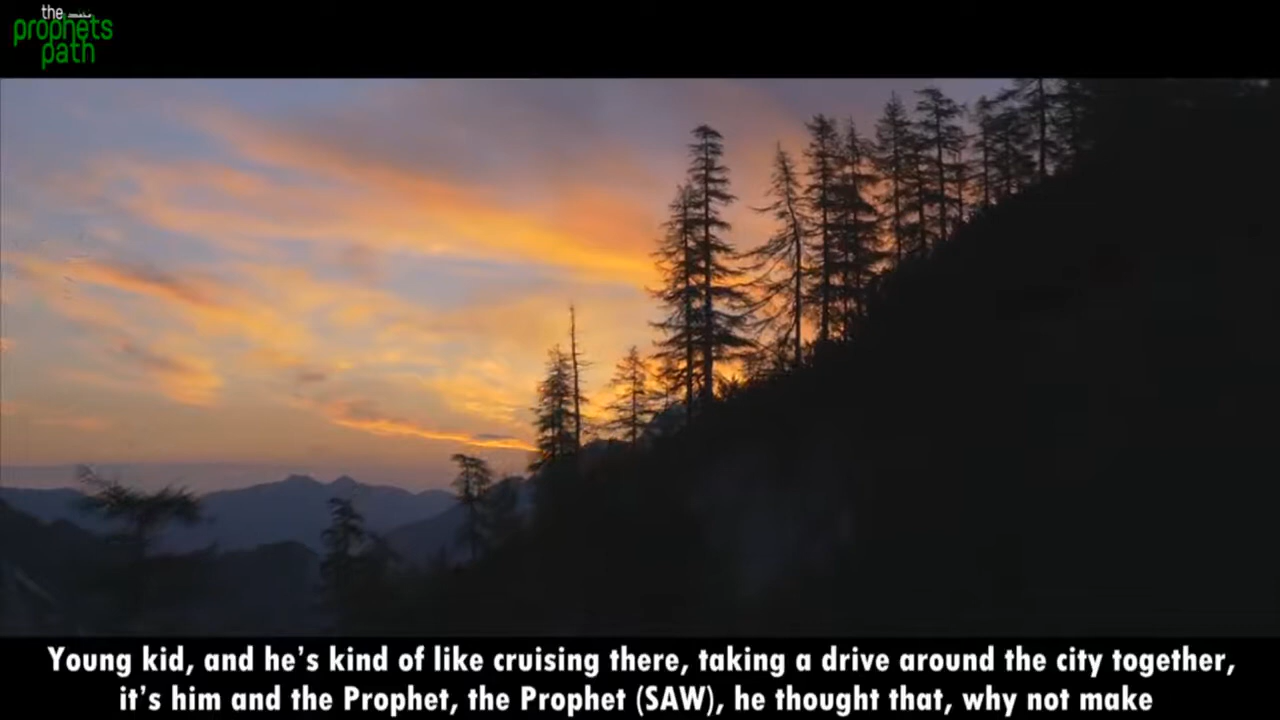 the
prophets
path
Young kid, and he's kind of like cruising there, taking a drive around the city together,
it's him and the Prophet, the Prophet (SAW), he thought that, why not make